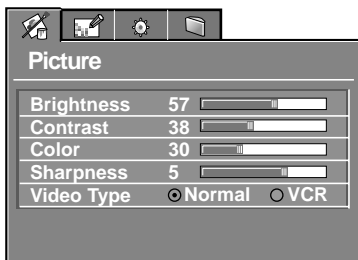 Picture
Brightness 57
Contrast 38
Color 30
Sharpness 5
Video Type Normal VCR